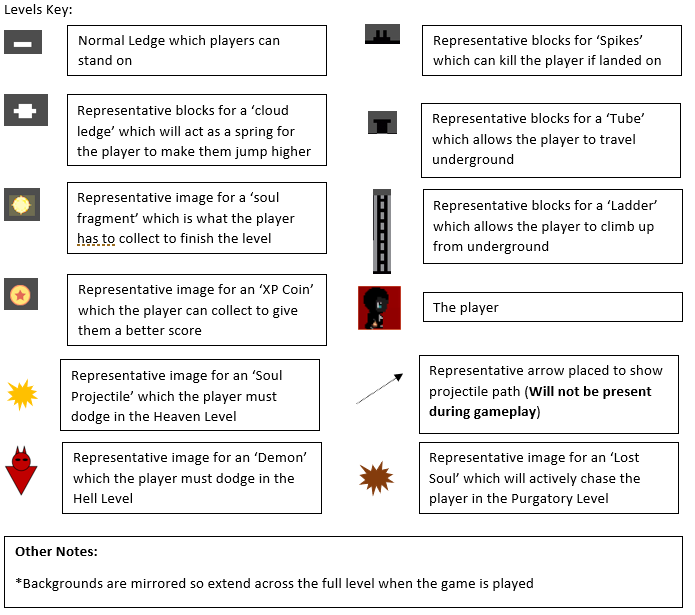 Levels Key:
Normal Ledge which players can
stand on
Representative blocks for ‘Spikes’
which can kill the player if landed on
Representative blocks for a ‘cloud
ledge’ which will act as a spring for
the player to make them jump higher
Representative blocks for a ‘Tube’
which allows the player to travel
underground
Representative image for a ‘soul
fragment’ which is what the player
has to collect to finish the level
Representative blocks for a ‘Ladder’
which allows the player to climb up
from underground
Representative image for an ‘XP Coin’
which the player can collect to give
them a better score
The player
Representative image for an ‘Soul
Projectile’ which the player must
dodge in the Heaven Level
Representative arrow placed to show
projectile path (Will not be present
during gameplay)
Representative image for an ‘Demon’
which the player must dodge in the
Hell Level
Representative image for an ‘Lost
Soul’ which will actively chase the
player in the Purgatory Level
Other Notes:
*Backgrounds are mirrored so extend across the full level when the game is played